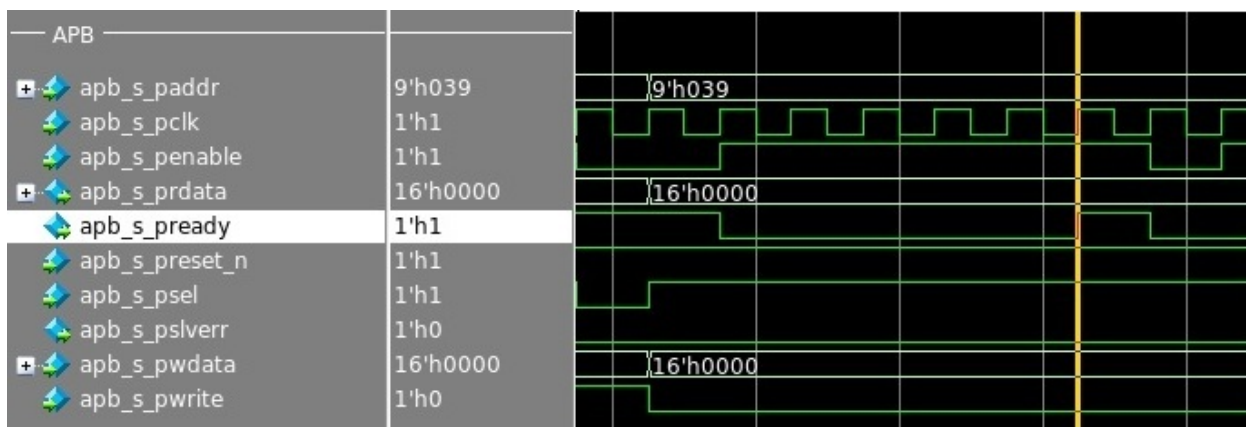 APB
apb_s_paddr 9'h039 9'h039
apb_s_pclk 1'h1
apb_s_penable 1'h1
apb_s_prdata 16'h0000 16'h0000
apb_s_pready 1'h1
apb_s_preset_n 1'h1
apb_s_psel 1'h1
apb_s_pslverr 1'h0
apb_s_pwdata 16'h0000 16'h0000
apb_s_pwrite 1'h0